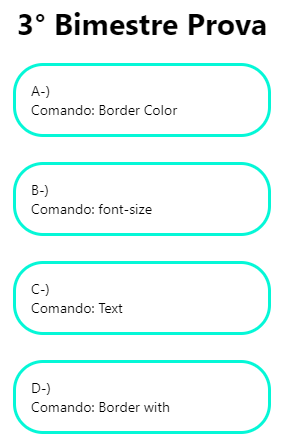 3° Bimestre Prova
A-)
Comando: Border Color
B-)
Comando: font-size
C-)
Comando: Text
D-)
Comando: Border with